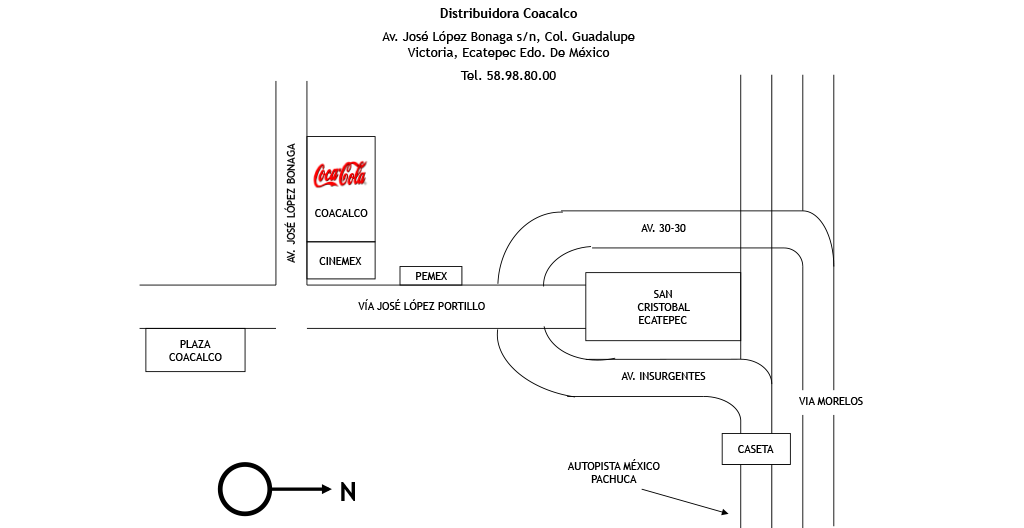 Distribuidora Coacalco
Av. José López Bonaga s/n, Col. Guadalupe
Victoria, Ecatepec Edo. De México
Tel. 58.98.80.00
AV. JOSÉ LÓPEZ BONAGA
Coca-Cola
COACALCO
CINEMEX
PEMEX
AV. 30-30
VÍA JOSÉ LÓPEZ PORTILLO
SAN
CRISTOBAL
ECATEPEC
PLAZA
COACALCO
AV. INSURGENTES
VIA MORELOS
CASETA
AUTOPISTA MÉXICO
PACHUCA
N